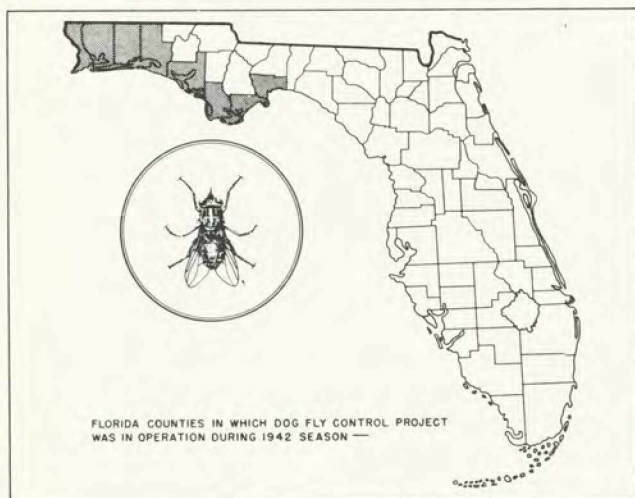 FLORIDA COUNTIES IN WHICH DOG FLY CONTROL PROJECT
WAS IN OPERATION DURING 1942 SEASON —